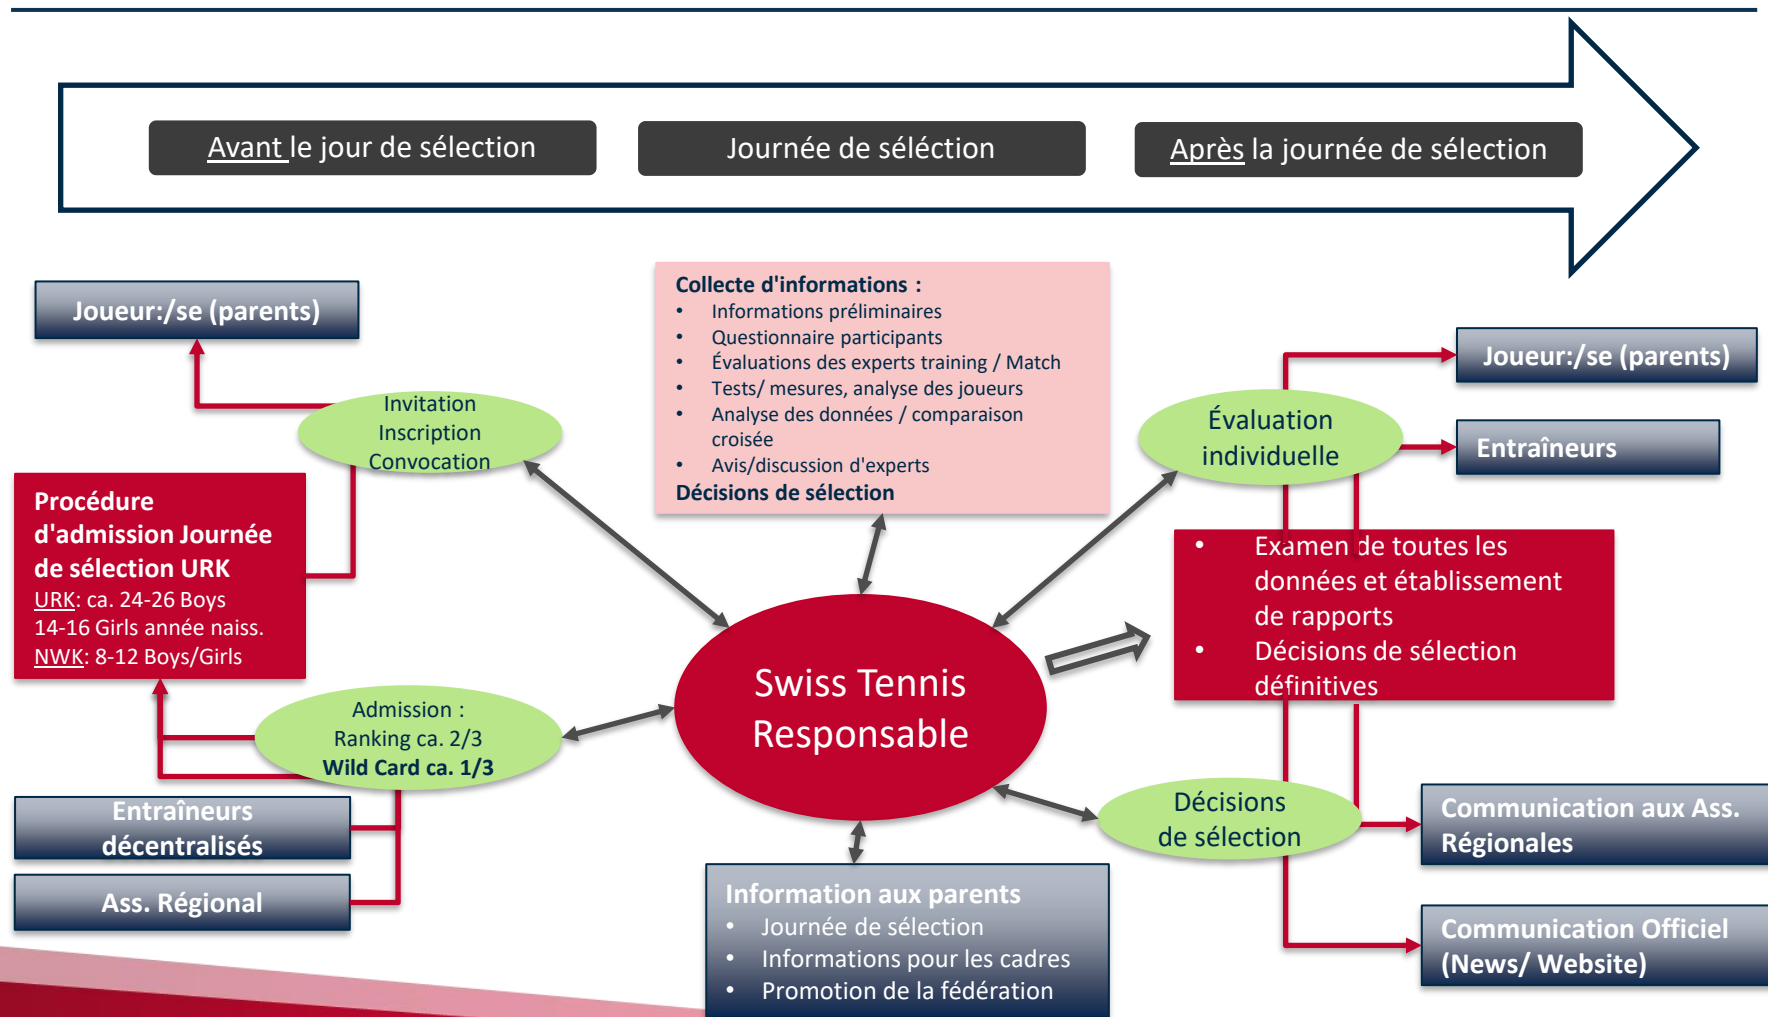 Avant le jour de sélection
Journée de séléction
Après la journée de sélection
Joueur:/se (parents)
Invitation
Inscription
Convocation
Procédure
d'admission Journée
de sélection URK
URK: ca. 24-26 Boys
14-16 Girls année naiss.
NWK: 8-12 Boys/Girls
Admission :
Ranking ca. 2/3
Wild Card ca. 1/3
Entraîneurs
décentralisés
Ass. Régional
Collecte d'informations :
• Informations préliminaires
• Questionnaire participants
• Évaluations des experts training / Match
• Tests/ mesures, analyse des joueurs
• Analyse des données / comparaison
croisée
• Avis/discussion d'experts
Décisions de sélection
Swiss Tennis
Responsable
Information aux parents
• Journée de sélection
• Informations pour les cadres
• Promotion de la fédération
Évaluation
individuelle
Joueur:/se (parents)
Entraîneurs
• Examen de toutes les
données et établissement
de rapports
• Décisions de sélection
définitives
Décisions
de sélection
Communication aux Ass.
Régionales
Communication Officiel
(News/ Website)